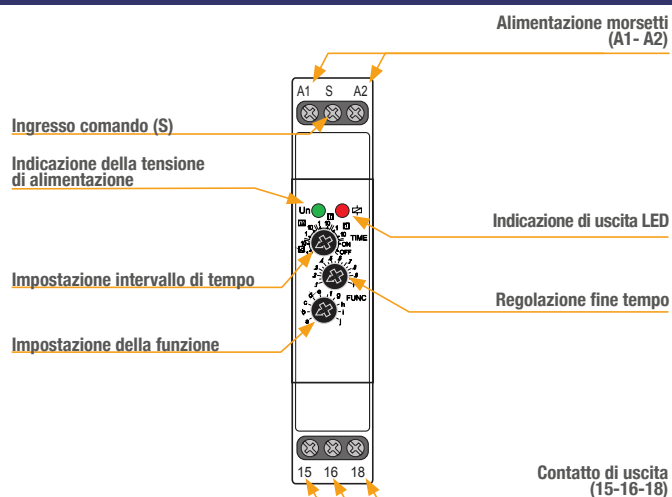 Alimentazione morsetti
(A1- A2)
A1 S A2
Ingresso comando (S)
Indicazione della tensione
di alimentazione
Un
Indicazione di uscita LED
TIME
ON
OFF
Impostazione intervallo di tempo
Regolazione fine tempo
FUNC
a b c d e f g h i j
Impostazione della funzione
15 16 18
Contatto di uscita
(15-16-18)